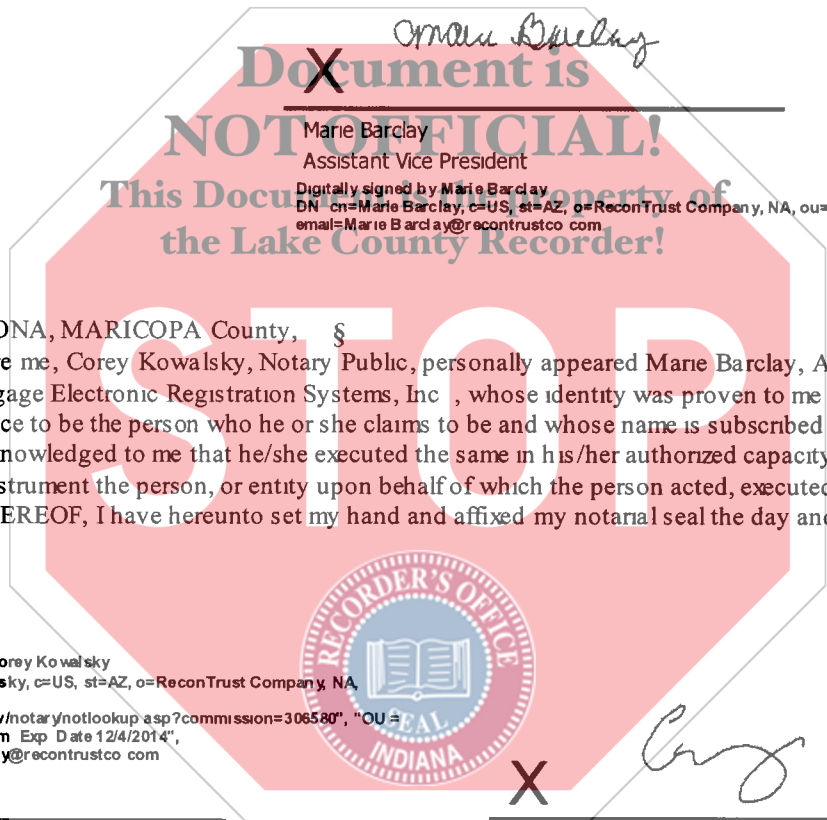 Marie Barclay
Document is
X
NOT OFFICIAL!
Marie Barclay
Assistant Vice President
This Document is the property of
Digitally signed by Marie Barclay
DN cn=Marie Barclay, c=US, st=AZ, o=ReconTrust Company, NA, ou=
email=Marie Barclay@recontrustco com
the Lake County Recorder!
STOP
ONA, MARICOPA County, §
re me, Corey Kowalsky, Notary Public, personally appeared Marie Barclay, A
gage Electronic Registration Systems, Inc , whose identity was proven to me
ce to be the person who he or she claims to be and whose name is subscribed
nowledged to me that he/she executed the same in his/her authorized capacity
strument the person, or entity upon behalf of which the person acted, executed
EREOF, I have hereunto set my hand and affixed my notarial seal the day and
RECORDER'S OFFICE
SEAL
INDIANA
orey Kowalsky
sky, c=US, st=AZ, o=ReconTrust Company, NA,
v/notary/notlookup asp?commission=306580", "OU =
m Exp Date 12/4/2014",
y@recontrustco com
X